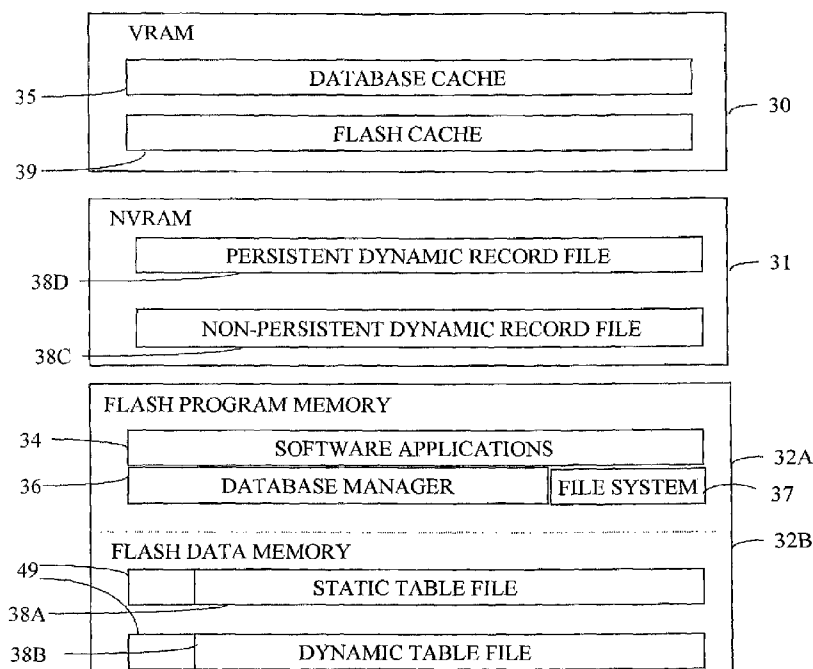 VRAM
DATABASE CACHE
35
30
FLASH CACHE
39
NVRAM
PERSISTENT DYNAMIC RECORD FILE
31
38D
NON-PERSISTENT DYNAMIC RECORD FILE
38C
FLASH PROGRAM MEMORY
34
SOFTWARE APPLICATIONS
32A
36
DATABASE MANAGER
FILE SYSTEM
37
32B
FLASH DATA MEMORY
49
STATIC TABLE FILE
38A
38B
DYNAMIC TABLE FILE